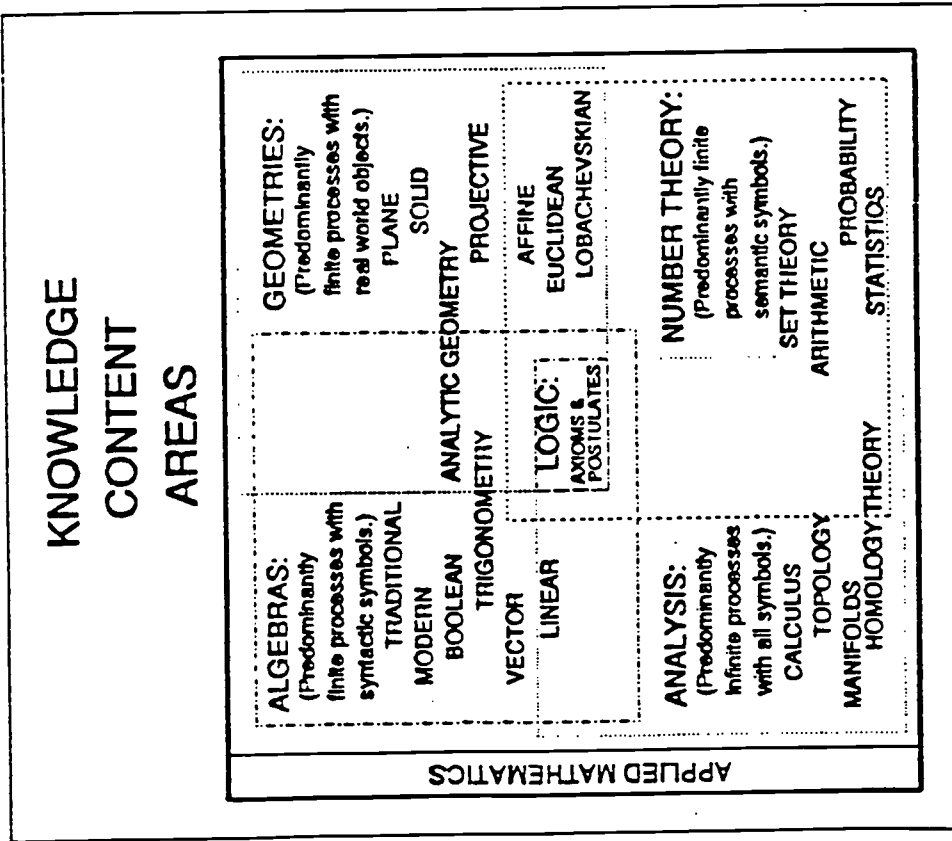 KNOWLEDGE
CONTENT
AREAS
ALGEBRAS:
(Predominantly
finite processes with
syntactic symbols.)
TRADITIONAL
MODERN
BOOLEAN
TRIGONOMETRY
VECTOR
LINEAR
ANALYTIC GEOMETRY
GEOMETRIES:
(Predominantly
finite processes with
real world objects.)
PLANE
SOLID
PROJECTIVE
AFFINE
EUCLIDEAN
LOBACHEVSKIAN
LOGIC:
AXIOMS &
POSTULATES
ANALYSIS:
(Predominantly
infinite processes
with all symbols.)
CALCULUS
TOPOLOGY
MANIFOLDS
HOMOLOGY THEORY
NUMBER THEORY:
(Predominantly finite
processes with
semantic symbols.)
SET THEORY
ARITHMETIC
PROBABILITY
STATISTICS
APPLIED MATHEMATICS